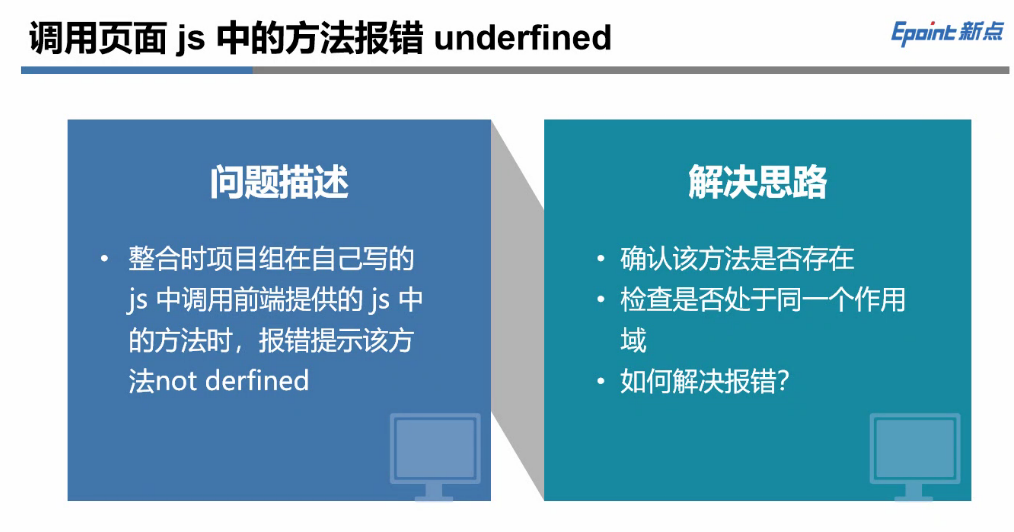 调用页面 js 中的方法报错 underfined
Epoint 新点
问题描述
• 整合时项目组在自己写的
js 中调用前端提供的 js 中
的方法时，报错提示该方
法not derfined
解决思路
• 确认该方法是否存在
• 检查是否处于同一个作用
域
• 如何解决报错?